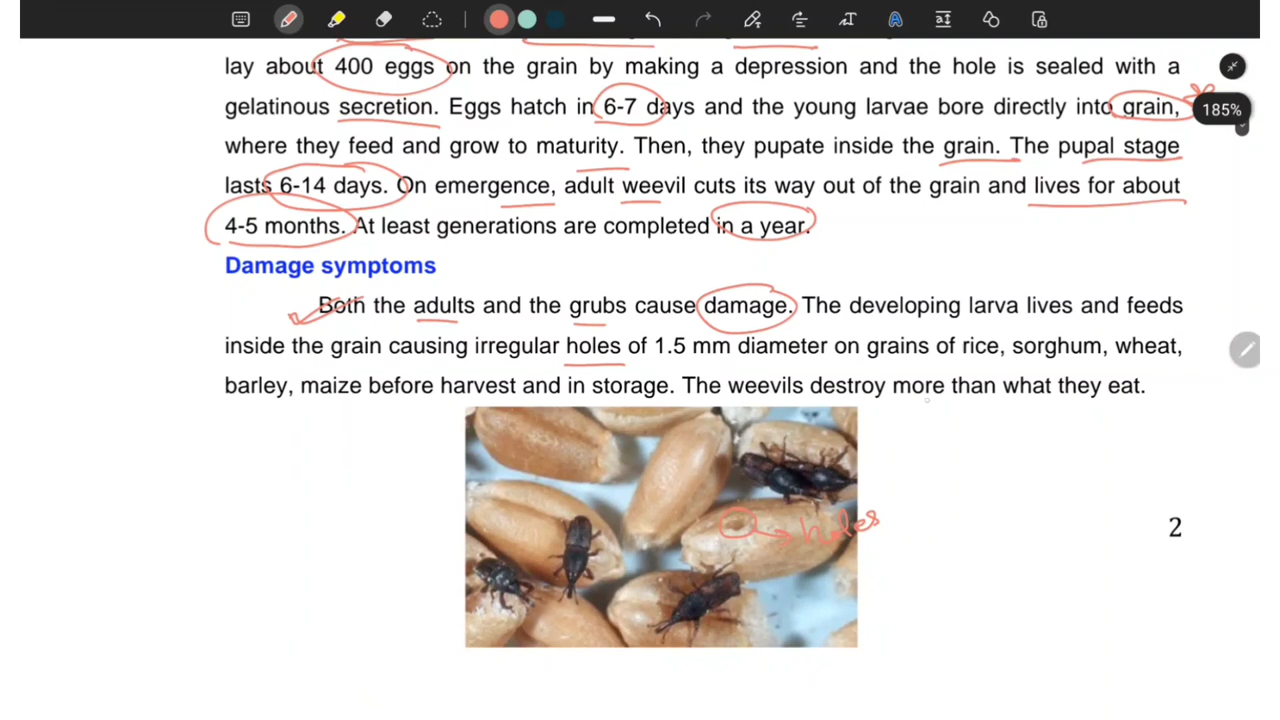 185%
lay about 400 eggs on the grain by making a depression and the hole is sealed with a
gelatinous secretion. Eggs hatch in 6-7 days and the young larvae bore directly into grain,
where they feed and grow to maturity. Then, they pupate inside the grain. The pupal stage
lasts 6-14 days. On emergence, adult weevil cuts its way out of the grain and lives for about
4-5 months. At least generations are completed in a year.
Damage symptoms
Both the adults and the grubs cause damage. The developing larva lives and feeds
inside the grain causing irregular holes of 1.5 mm diameter on grains of rice, sorghum, wheat,
barley, maize before harvest and in storage. The weevils destroy more than what they eat.
holes
2